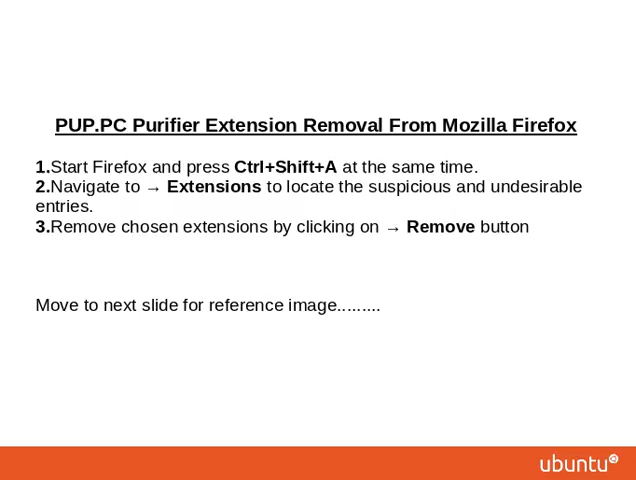 PUP.PC Purifier Extension Removal From Mozilla Firefox
1.Start Firefox and press Ctrl+Shift+A at the same time.
2.Navigate to → Extensions to locate the suspicious and undesirable
entries.
3.Remove chosen extensions by clicking on → Remove button
Move to next slide for reference image.........
ubuntu